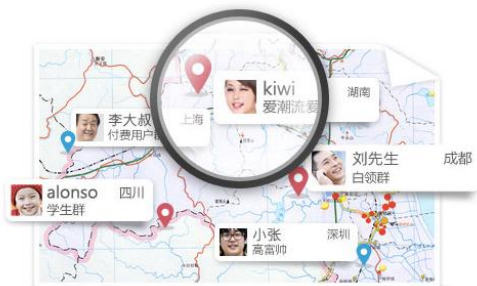 kiwi
爱潮流爱
湖南
李大叔
上海
付费用户
刘先生
成都
白领群
alonso
四川
学生群
小张
深圳
高富帅